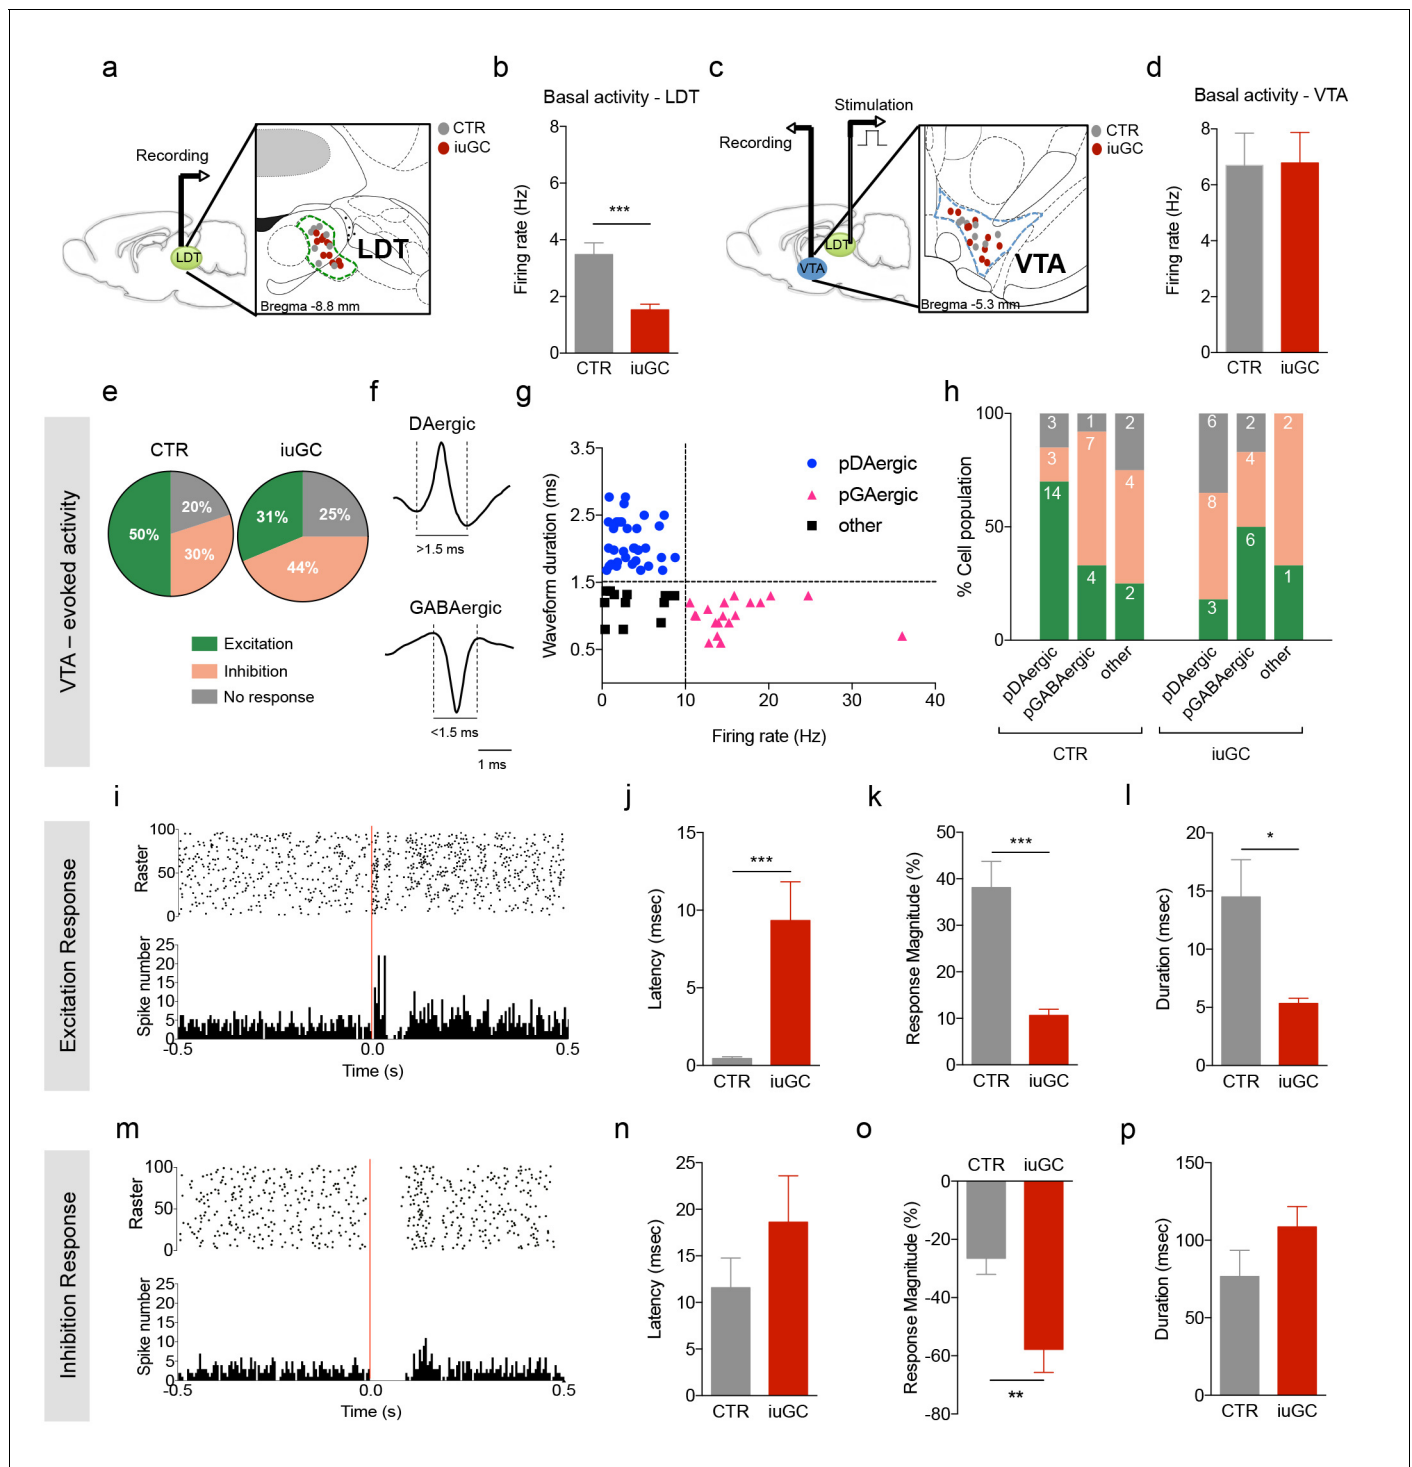 a
Recording
LDT
CTR
iuGC
LDT
Bregma -8.8 mm
b
Basal activity - LDT
Firing rate (Hz)
8
6
4
2
0
***
CTR
iuGC
c
Stimulation
Recording
LDT
VTA
CTR
iuGC
VTA
Bregma -5.3 mm
d
Basal activity - VTA
Firing rate (Hz)
8
6
4
2
0
CTR
iuGC
VTA – evoked activity
e
CTR
iuGC
50%
20%
30%
31%
25%
44%
Excitation
Inhibition
No response
f
DAergic
>1.5 ms
GABAergic
<1.5 ms
1 ms
g
Waveform duration (ms)
3.5
2.5
1.5
0.5
0
10
20
30
40
Firing rate (Hz)
pDAergic
pGAergic
other
h
% Cell population
100
50
0
3
3
14
1
7
4
2
4
2
6
8
3
2
4
6
2
1
pDAergic
pGABAergic
other
pDAergic
pGABAergic
other
CTR
iuGC
Excitation Response
i
Raster
100
50
0
Spike number
25
20
15
10
5
0
-0.5
0.0
0.5
Time (s)
j
Latency (msec)
15
10
5
0
***
CTR
iuGC
k
Response Magnitude (%)
50
40
30
20
10
0
***
CTR
iuGC
l
Duration (msec)
20
15
10
5
0
*
CTR
iuGC
Inhibition Response
m
Raster
100
50
0
Spike number
25
20
15
10
5
0
-0.5
0.0
0.5
Time (s)
n
Latency (msec)
25
20
15
10
5
0
CTR
iuGC
o
CTR
iuGC
Response Magnitude (%)
0
-20
-40
-60
-80
**
p
Duration (msec)
150
100
50
0
CTR
iuGC